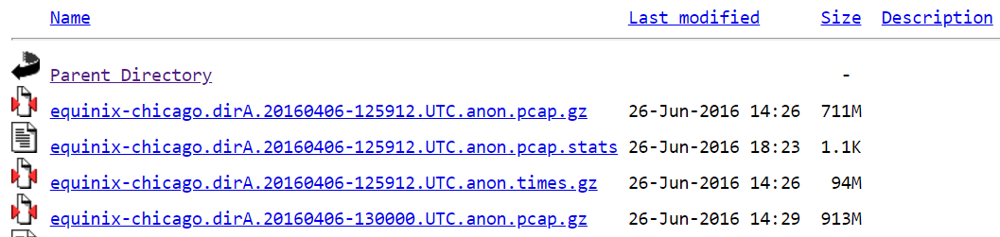 Name Last modified Size Description
Parent Directory -
equinix-chicago.dirA.20160406-125912.UTC.anon.pcap.gz 26-Jun-2016 14:26 711M
equinix-chicago.dirA.20160406-125912.UTC.anon.pcap.stats 26-Jun-2016 18:23 1.1K
equinix-chicago.dirA.20160406-125912.UTC.anon.times.gz 26-Jun-2016 14:26 94M
equinix-chicago.dirA.20160406-130000.UTC.anon.pcap.gz 26-Jun-2016 14:29 913M